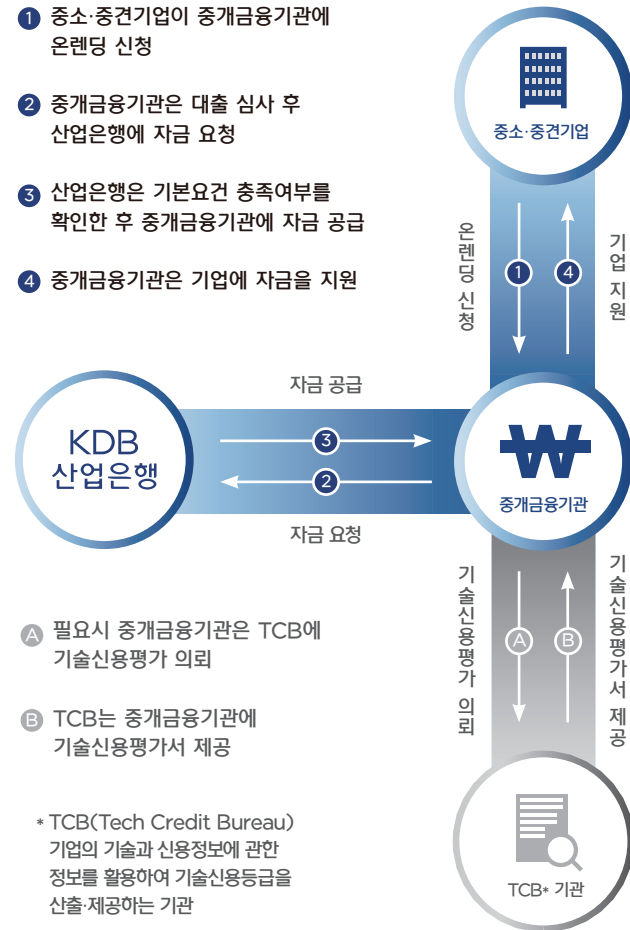 1 중소·중견기업이 중개금융기관에
온렌딩 신청
2 중개금융기관은 대출 심사 후
산업은행에 자금 요청
3 산업은행은 기본요건 충족여부를
확인한 후 중개금융기관에 자금 공급
4 중개금융기관은 기업에 자금을 지원
중소·중견기업
온렌딩 신청
1
4
기업 지원
자금 공급
KDB
산업은행
3
2
자금 요청
중개금융기관
기술신용평가 의뢰
A
B
기술신용평가서 제공
A 필요시 중개금융기관은 TCB에
기술신용평가 의뢰
B TCB는 중개금융기관에
기술신용평가서 제공
* TCB(Tech Credit Bureau)
기업의 기술과 신용정보에 관한
정보를 활용하여 기술신용등급을
산출·제공하는 기관
TCB* 기관